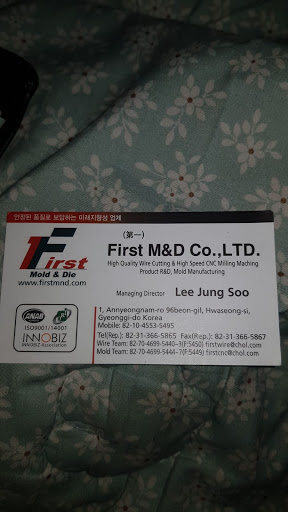 안정된 품질로 보답하는 미래지향성 업체
First
Mold & Die
www.firstmnd.com
(第一)
First M&D Co.,LTD.
High Quality Wire Cutting & High Speed CNC Milling Maching
Product R&D, Mold Manufacturing
Managing Director Lee Jung Soo
ANAB
ISO9001/14001
INNOBIZ
INNOBIZ Association
1, Annyeongnam-ro 96beon-gil, Hwaseong-si,
Gyeonggi-do Korea
Mobile: 82-10-4553-5495
Tel(Rep.): 82-31-366-5865 Fax(Rep.): 82-31-366-5867
Wire Team: 82-70-4699-5440~3(F:5450) firstwire@chol.com
Mold Team: 82-70-4699-5444~7(F:5449) firstcnc@chol.com